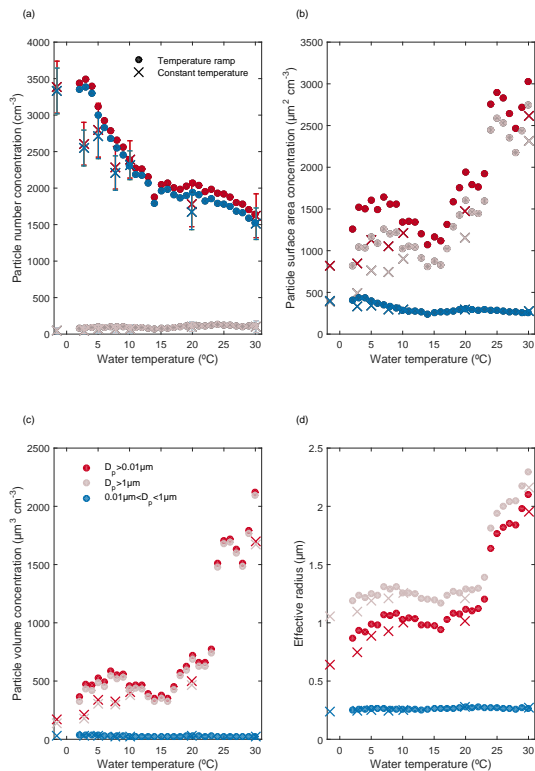 (a)
Particle number concentration (cm⁻³)
4000
3500
3000
2500
2000
1500
1000
500
0
Temperature ramp
Constant temperature
0 5 10 15 20 25 30
Water temperature (ºC)
(b)
Particle surface area concentration (µm² cm⁻³)
3500
3000
2500
2000
1500
1000
500
0
0 5 10 15 20 25 30
Water temperature (ºC)
(c)
Particle volume concentration (µm³ cm⁻³)
2500
2000
1500
1000
500
0
D_p>0.01µm
D_p>1µm
0.01µm<D_p<1µm
0 5 10 15 20 25 30
Water temperature (ºC)
(d)
Effective radius (µm)
2.5
2
1.5
1
0.5
0
0 5 10 15 20 25 30
Water temperature (ºC)